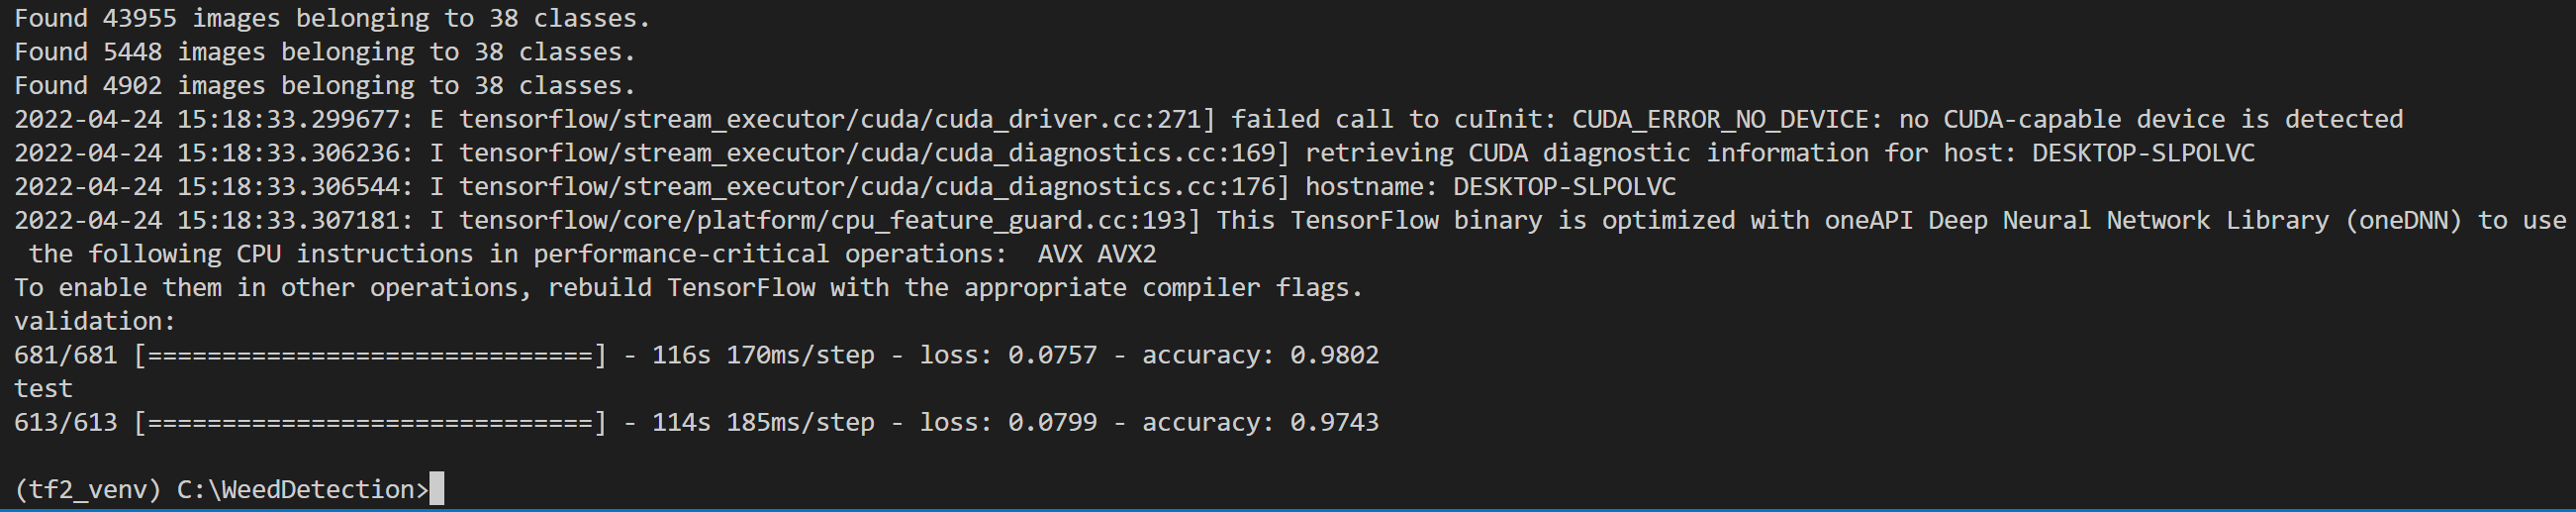 Found 43955 images belonging to 38 classes.
Found 5448 images belonging to 38 classes.
Found 4902 images belonging to 38 classes.
2022-04-24 15:18:33.299677: E tensorflow/stream_executor/cuda/cuda_driver.cc:271] failed call to cuInit: CUDA_ERROR_NO_DEVICE: no CUDA-capable device is detected
2022-04-24 15:18:33.306236: I tensorflow/stream_executor/cuda/cuda_diagnostics.cc:169] retrieving CUDA diagnostic information for host: DESKTOP-SLPOLVC
2022-04-24 15:18:33.306544: I tensorflow/stream_executor/cuda/cuda_diagnostics.cc:176] hostname: DESKTOP-SLPOLVC
2022-04-24 15:18:33.307181: I tensorflow/core/platform/cpu_feature_guard.cc:193] This TensorFlow binary is optimized with oneAPI Deep Neural Network Library (oneDNN) to use
 the following CPU instructions in performance-critical operations:  AVX AVX2
To enable them in other operations, rebuild TensorFlow with the appropriate compiler flags.
validation:
681/681 [==============================] - 116s 170ms/step - loss: 0.0757 - accuracy: 0.9802
test
613/613 [==============================] - 114s 185ms/step - loss: 0.0799 - accuracy: 0.9743
(tf2_venv) C:\WeedDetection>